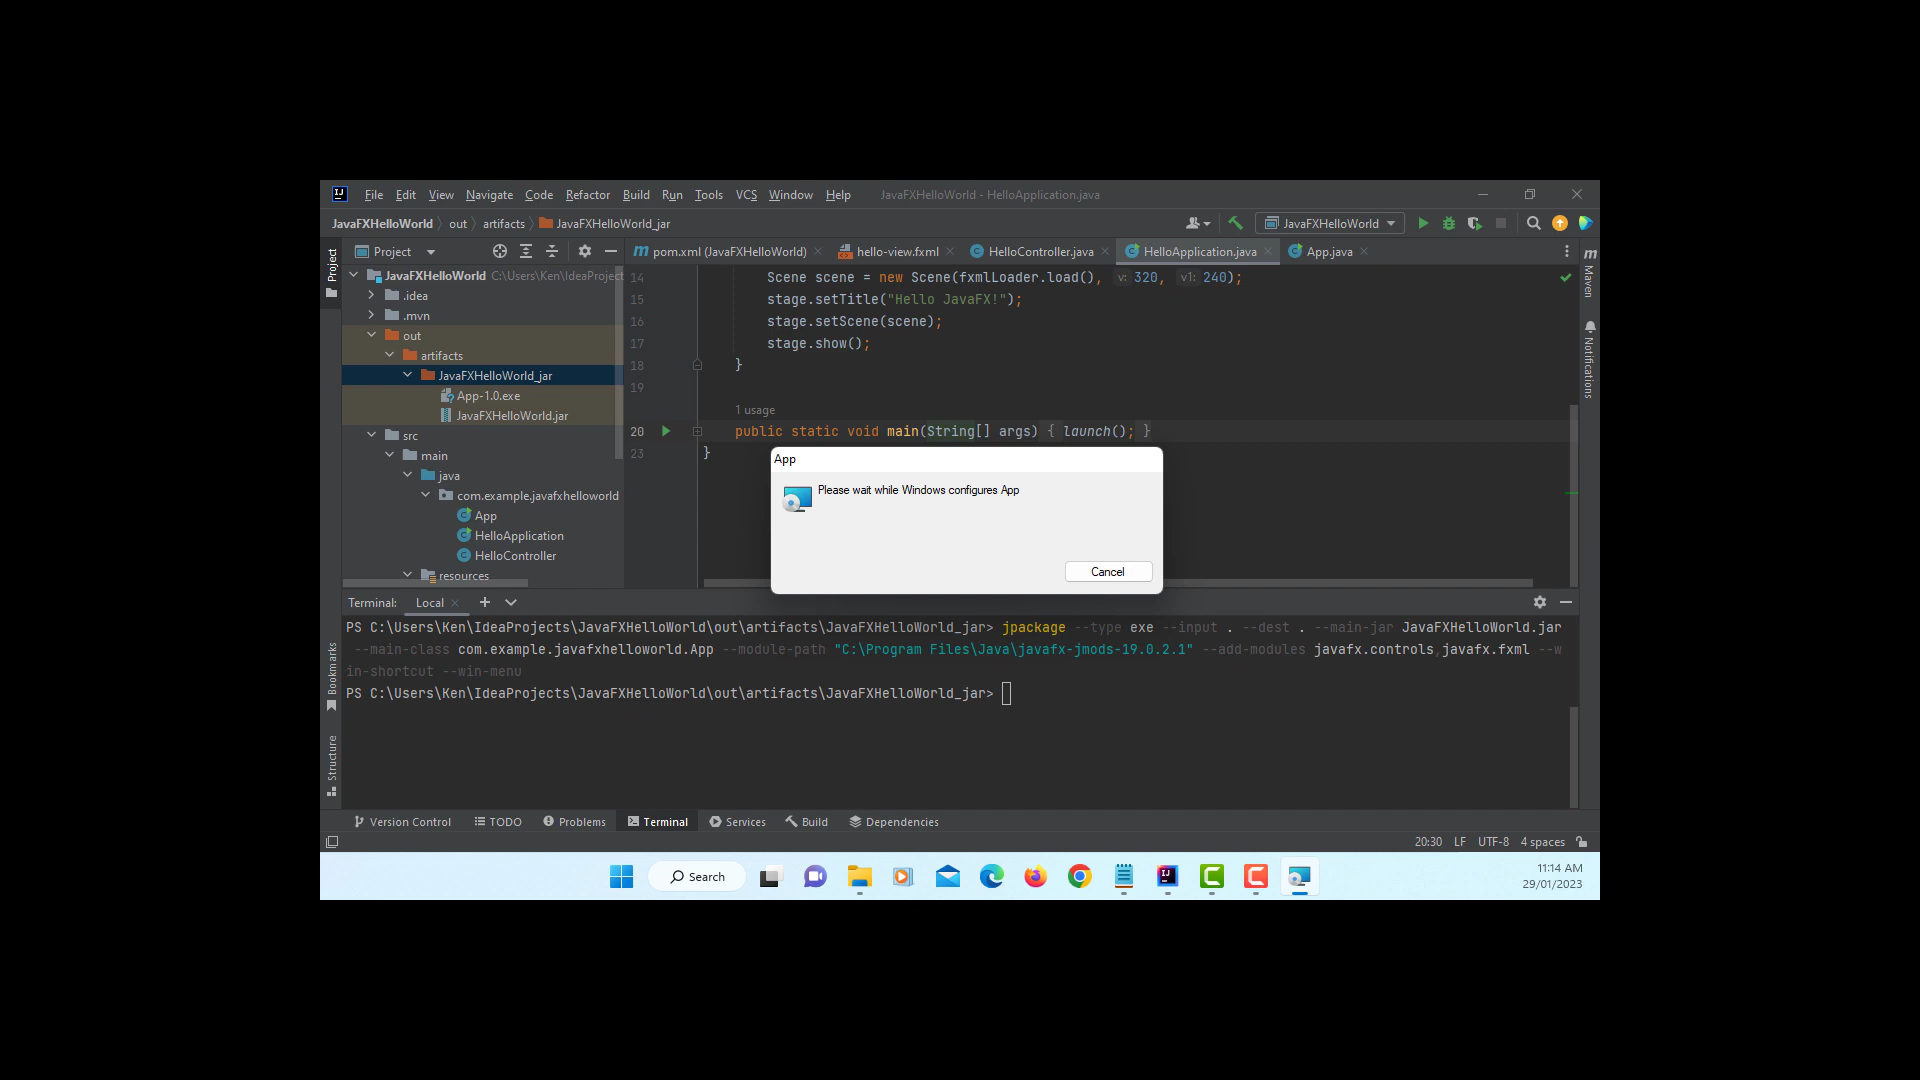 File Edit View Navigate Code Refactor Build Run Tools VCS Window Help JavaFXHelloWorld - HelloApplication.java
JavaFXHelloWorld out artifacts JavaFXHelloWorld_jar JavaFXHelloWorld
Project pom.xml (JavaFXHelloWorld) hello-view.fxml HelloController.java HelloApplication.java App.java
Project
JavaFXHelloWorld C:\Users\Ken\IdeaProject
.idea
.mvn
out
artifacts
JavaFXHelloWorld_jar
App-1.0.exe
JavaFXHelloWorld.jar
src
main
java
com.example.javafxhelloworld
App
HelloApplication
HelloController
resources
14 Scene scene = new Scene(fxmlLoader.load(), v: 320, v1: 240);
15 stage.setTitle("Hello JavaFX!");
16 stage.setScene(scene);
17 stage.show();
18 }
19
1 usage
20 public static void main(String[] args) { launch(); }
23 }
Maven
Notifications
App
Please wait while Windows configures App
Cancel
Terminal: Local
PS C:\Users\Ken\IdeaProjects\JavaFXHelloWorld\out\artifacts\JavaFXHelloWorld_jar> jpackage --type exe --input . --dest . --main-jar JavaFXHelloWorld.jar
--main-class com.example.javafxhelloworld.App --module-path "C:\Program Files\Java\javafx-jmods-19.0.2.1" --add-modules javafx.controls,javafx.fxml --w
in-shortcut --win-menu
PS C:\Users\Ken\IdeaProjects\JavaFXHelloWorld\out\artifacts\JavaFXHelloWorld_jar>
Bookmarks
Structure
Version Control TODO Problems Terminal Services Build Dependencies
20:30 LF UTF-8 4 spaces
Search
11:14 AM
29/01/2023